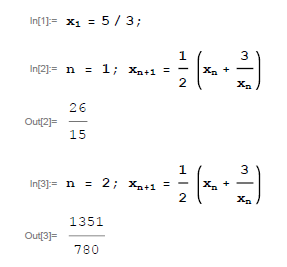 In[1]:= x₁ = 5 / 3;
In[2]:= n = 1; xₙ₊₁ = 1/2 (xₙ + 3/xₙ)
Out[2]= 26/15
In[3]:= n = 2; xₙ₊₁ = 1/2 (xₙ + 3/xₙ)
Out[3]= 1351/780